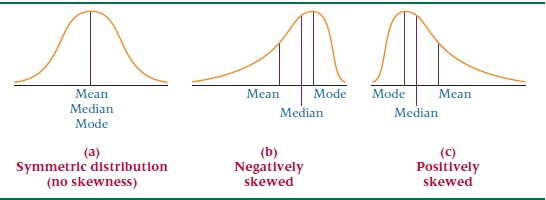 Mean
Median
Mode
(a)
Symmetric distribution
(no skewness)
Mean Mode
Median
(b)
Negatively
skewed
Mode Mean
Median
(c)
Positively
skewed